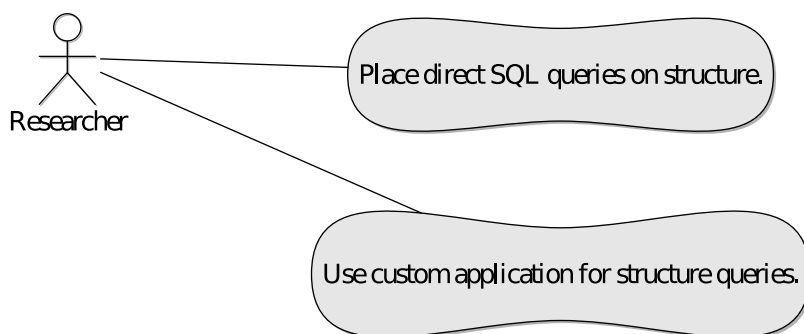 Place direct SQL queries on structure.
Researcher
Use custom application for structure queries.